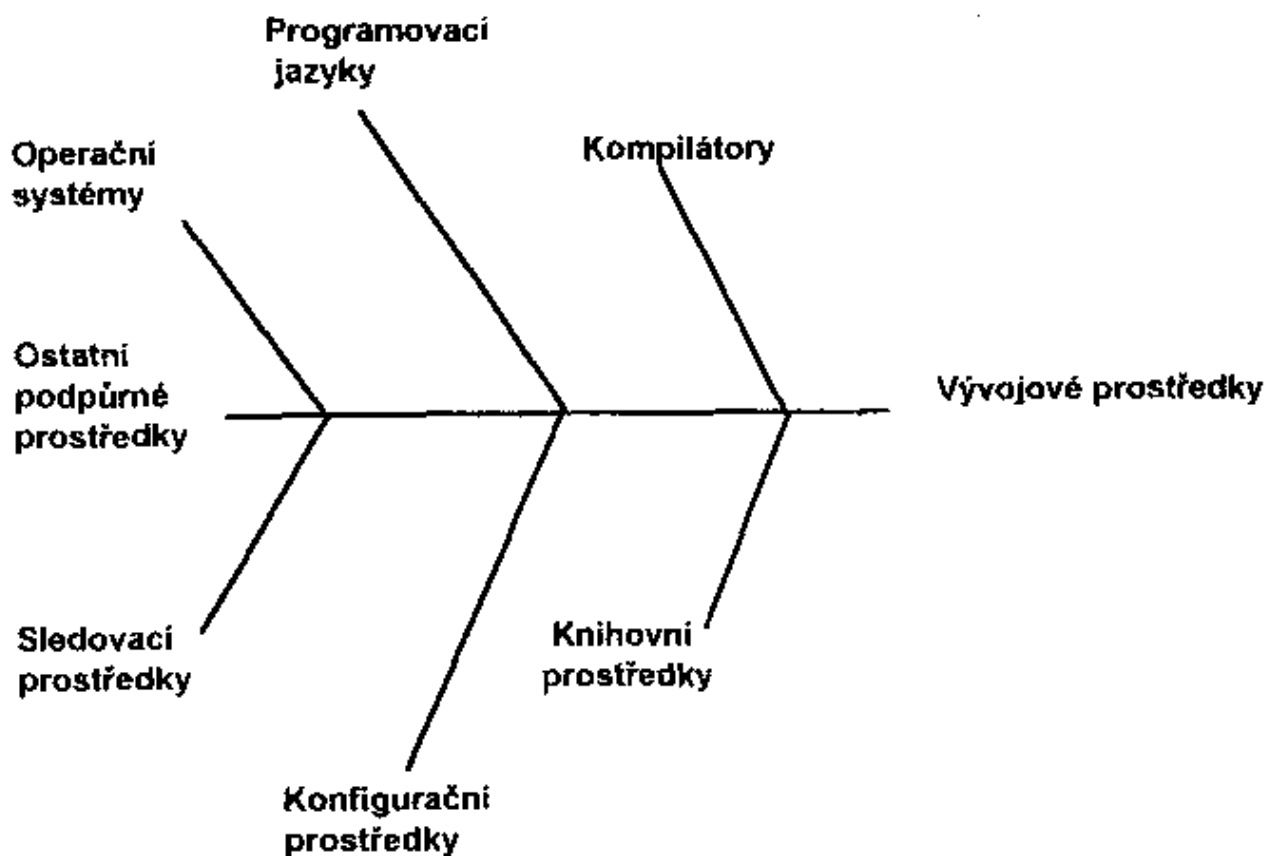 Programovací
jazyky
Kompilátory
Operační
systémy
Ostatní
podpůrné
prostředky
Vývojové prostředky
Sledovací
prostředky
Knihovní
prostředky
Konfigurační
prostředky